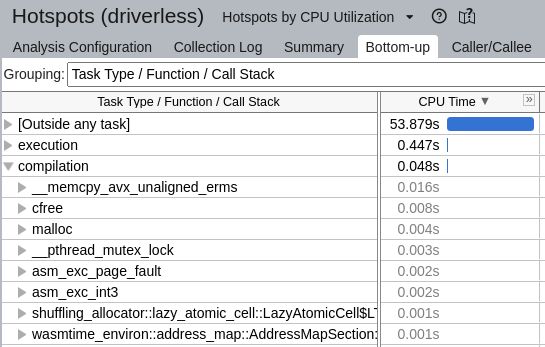 Hotspots (driverless) Hotspots by CPU Utilization
Analysis Configuration Collection Log Summary Bottom-up Caller/Callee
Grouping: Task Type / Function / Call Stack
Task Type / Function / Call Stack CPU Time ▼ »
[Outside any task] 53.879s
execution 0.447s
compilation 0.048s
__memcpy_avx_unaligned_erms 0.016s
cfree 0.008s
malloc 0.004s
__pthread_mutex_lock 0.003s
asm_exc_page_fault 0.002s
asm_exc_int3 0.002s
shuffling_allocator::lazy_atomic_cell::LazyAtomicCell$LT 0.001s
wasmtime_environ::address_map::AddressMapSection: 0.001s